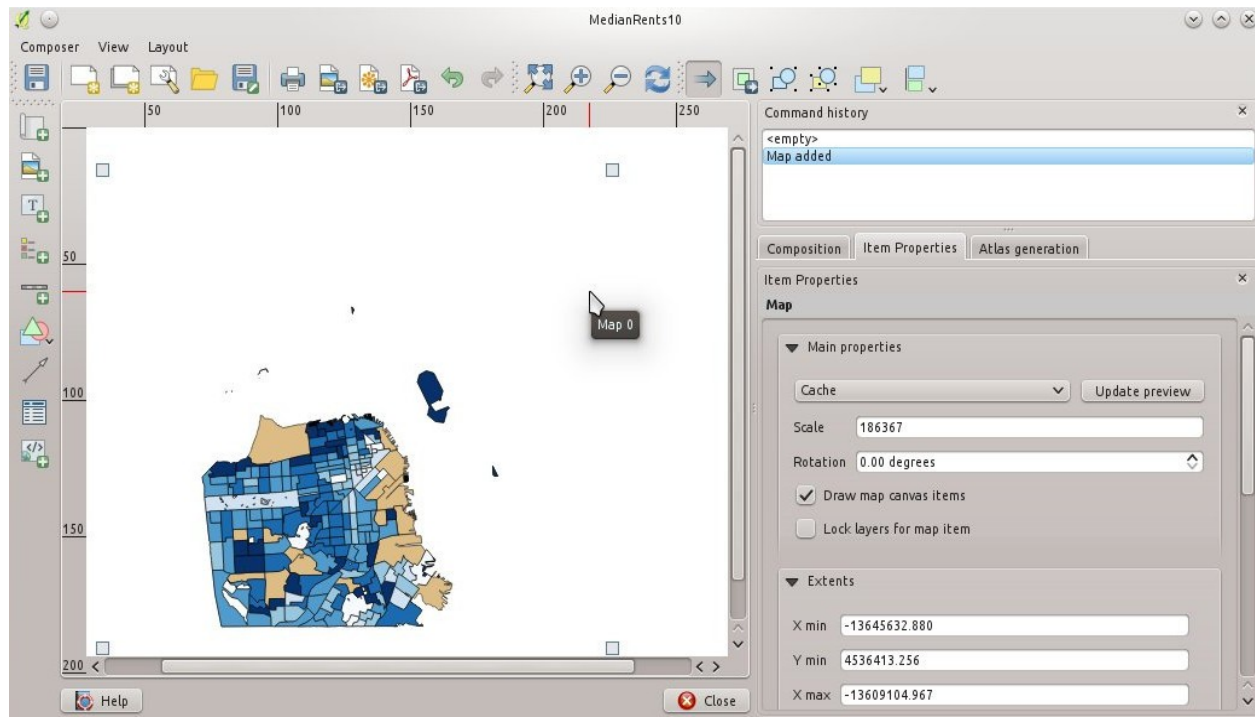 MedianRents10
Composer View Layout
50 100 150 200 250
Command history
<empty>
Map added
Composition Item Properties Atlas generation
50
Item Properties
Map
Map 0
Main properties
Cache Update preview
100
Scale 186367
Rotation 0.00 degrees
Draw map canvas items
Lock layers for map item
150
Extents
X min -13645632.880
Y min 4536413.256
200
X max -13609104.967
Help Close
T
</>